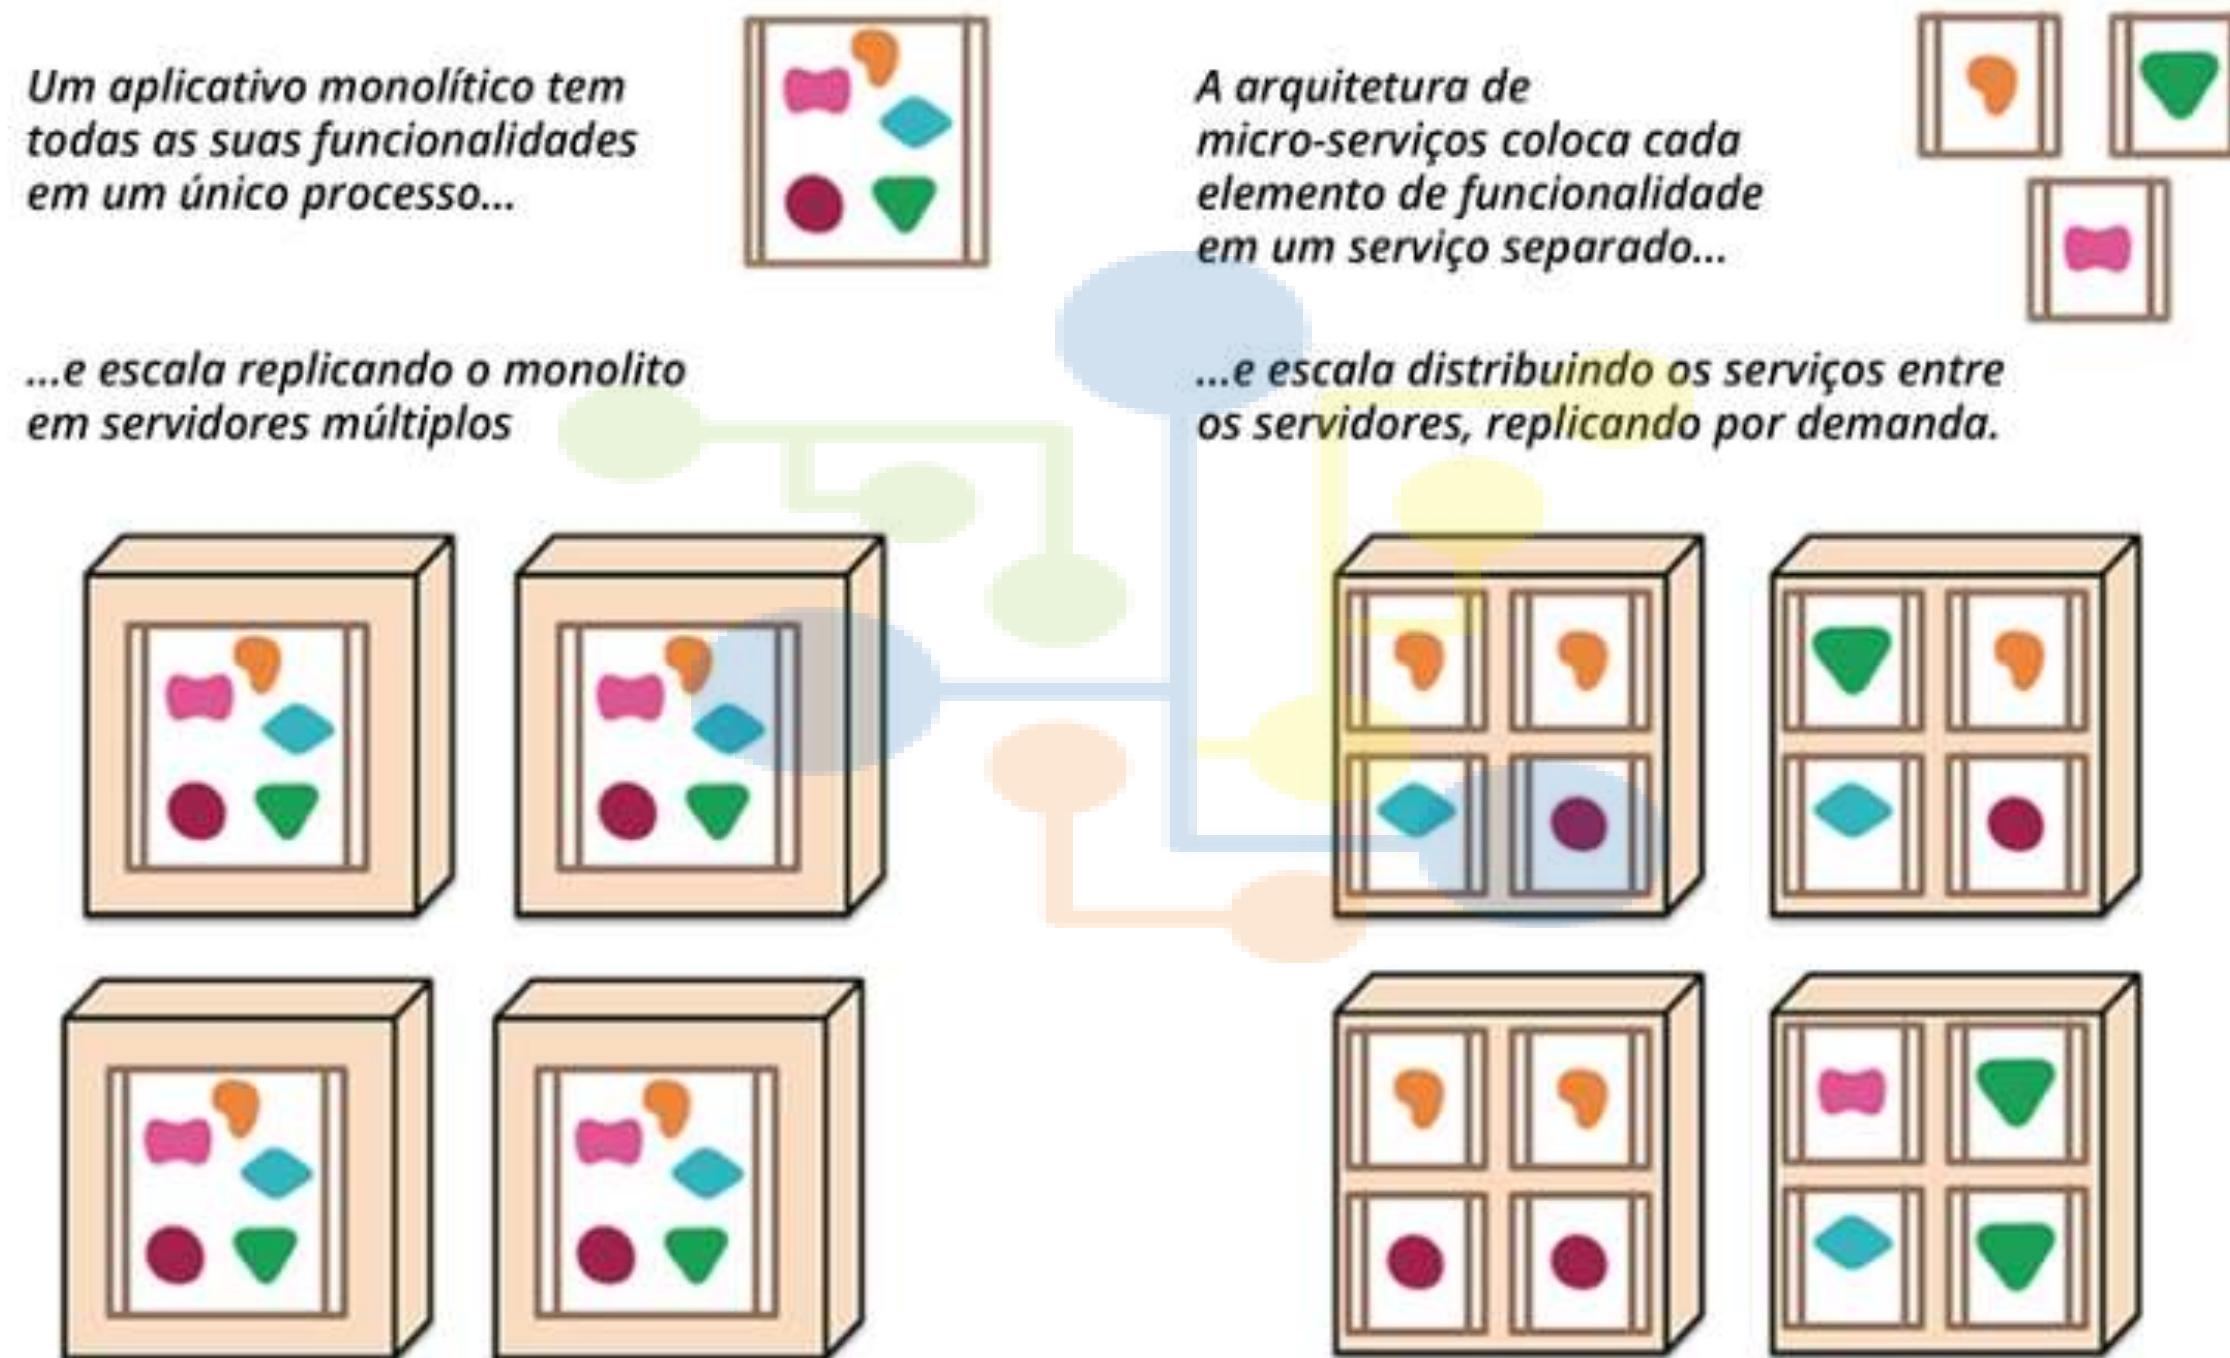 Um aplicativo monolítico tem
todas as suas funcionalidades
em um único processo...
...e escala replicando o monolito
em servidores múltiplos
A arquitetura de
micro-serviços coloca cada
elemento de funcionalidade
em um serviço separado...
...e escala distribuindo os serviços entre
os servidores, replicando por demanda.